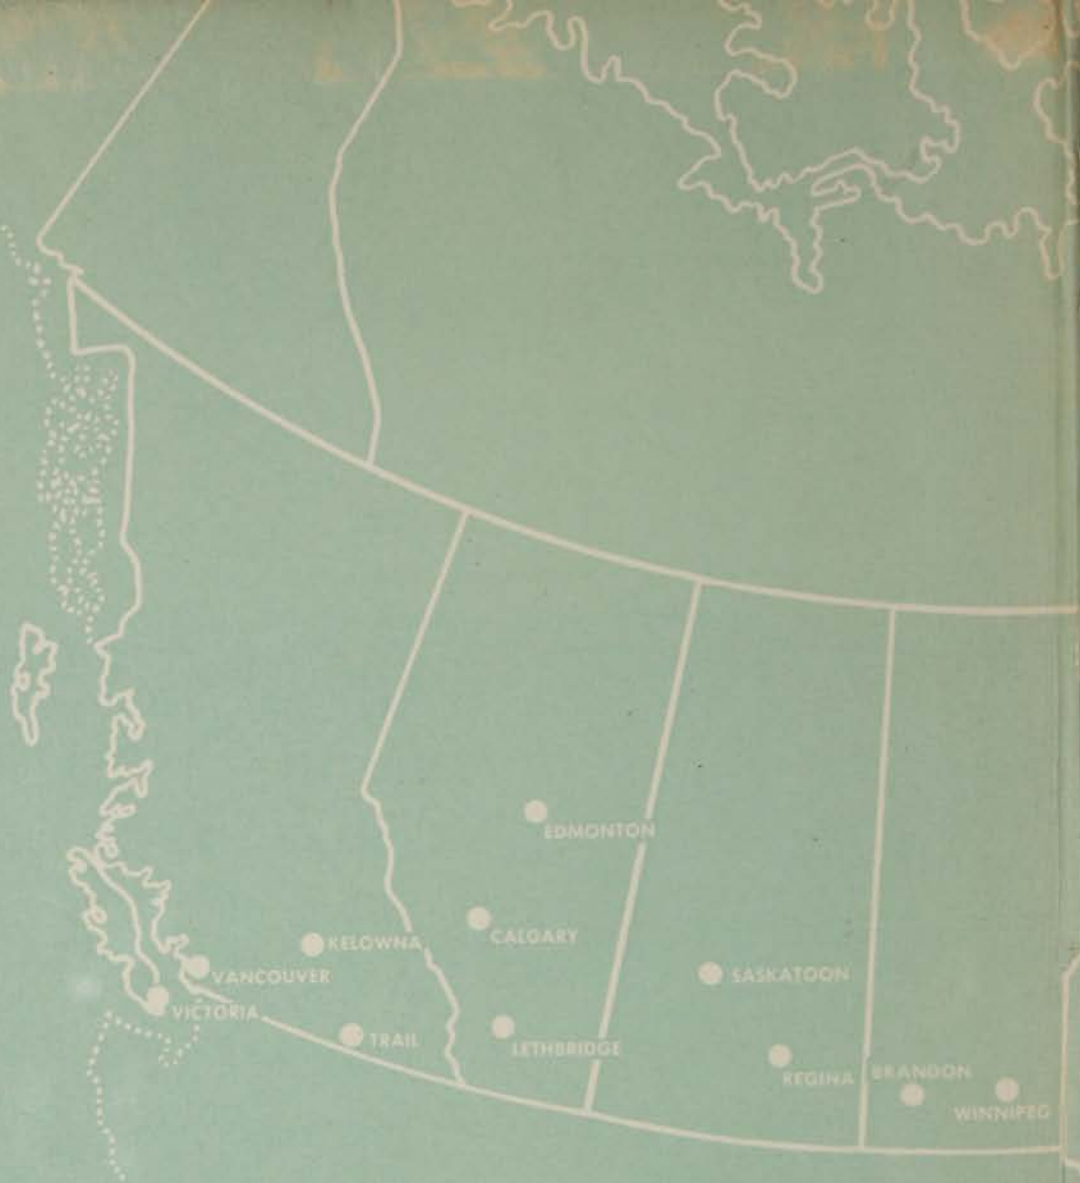 EDMONTON
CALGARY
KELOWNA
SASKATOON
VANCOUVER
VICTORIA
TRAIL
LETHBRIDGE
REGINA
BRANDON
WINNIPEG